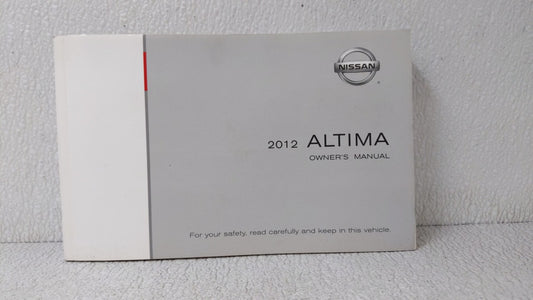 NISSAN
2012 ALTIMA
OWNER'S MANUAL
For your safety, read carefully and keep in this vehicle.